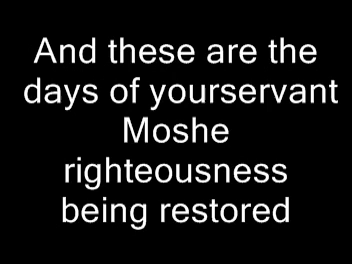 And these are the
days of yourservant
Moshe
righteousness
being restored